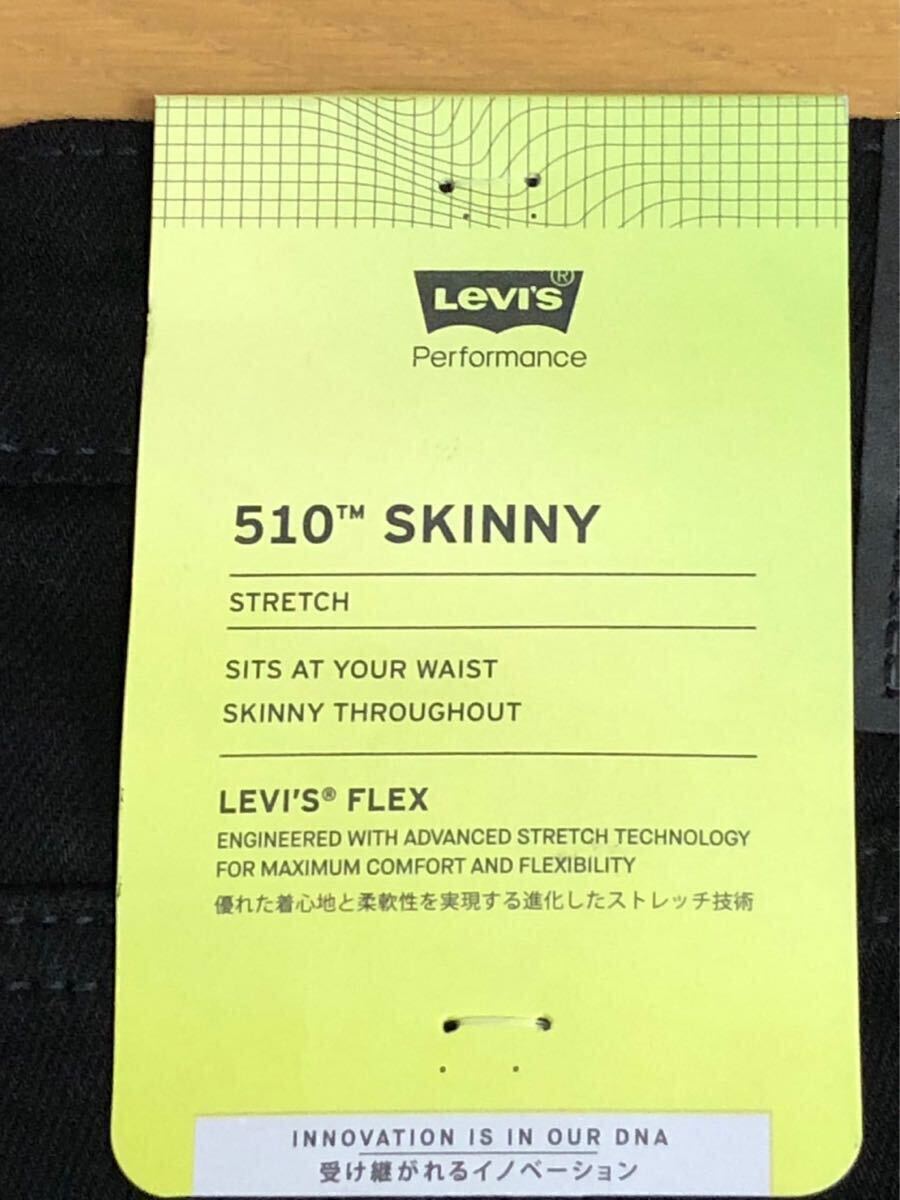 LEVI'S®
Performance
510™ SKINNY
STRETCH
SITS AT YOUR WAIST
SKINNY THROUGHOUT
LEVI'S® FLEX
ENGINEERED WITH ADVANCED STRETCH TECHNOLOGY
FOR MAXIMUM COMFORT AND FLEXIBILITY
優れた着心地と柔軟性を実現する進化したストレッチ技術
INNOVATION IS IN OUR DNA
受け継がれるイノベーション